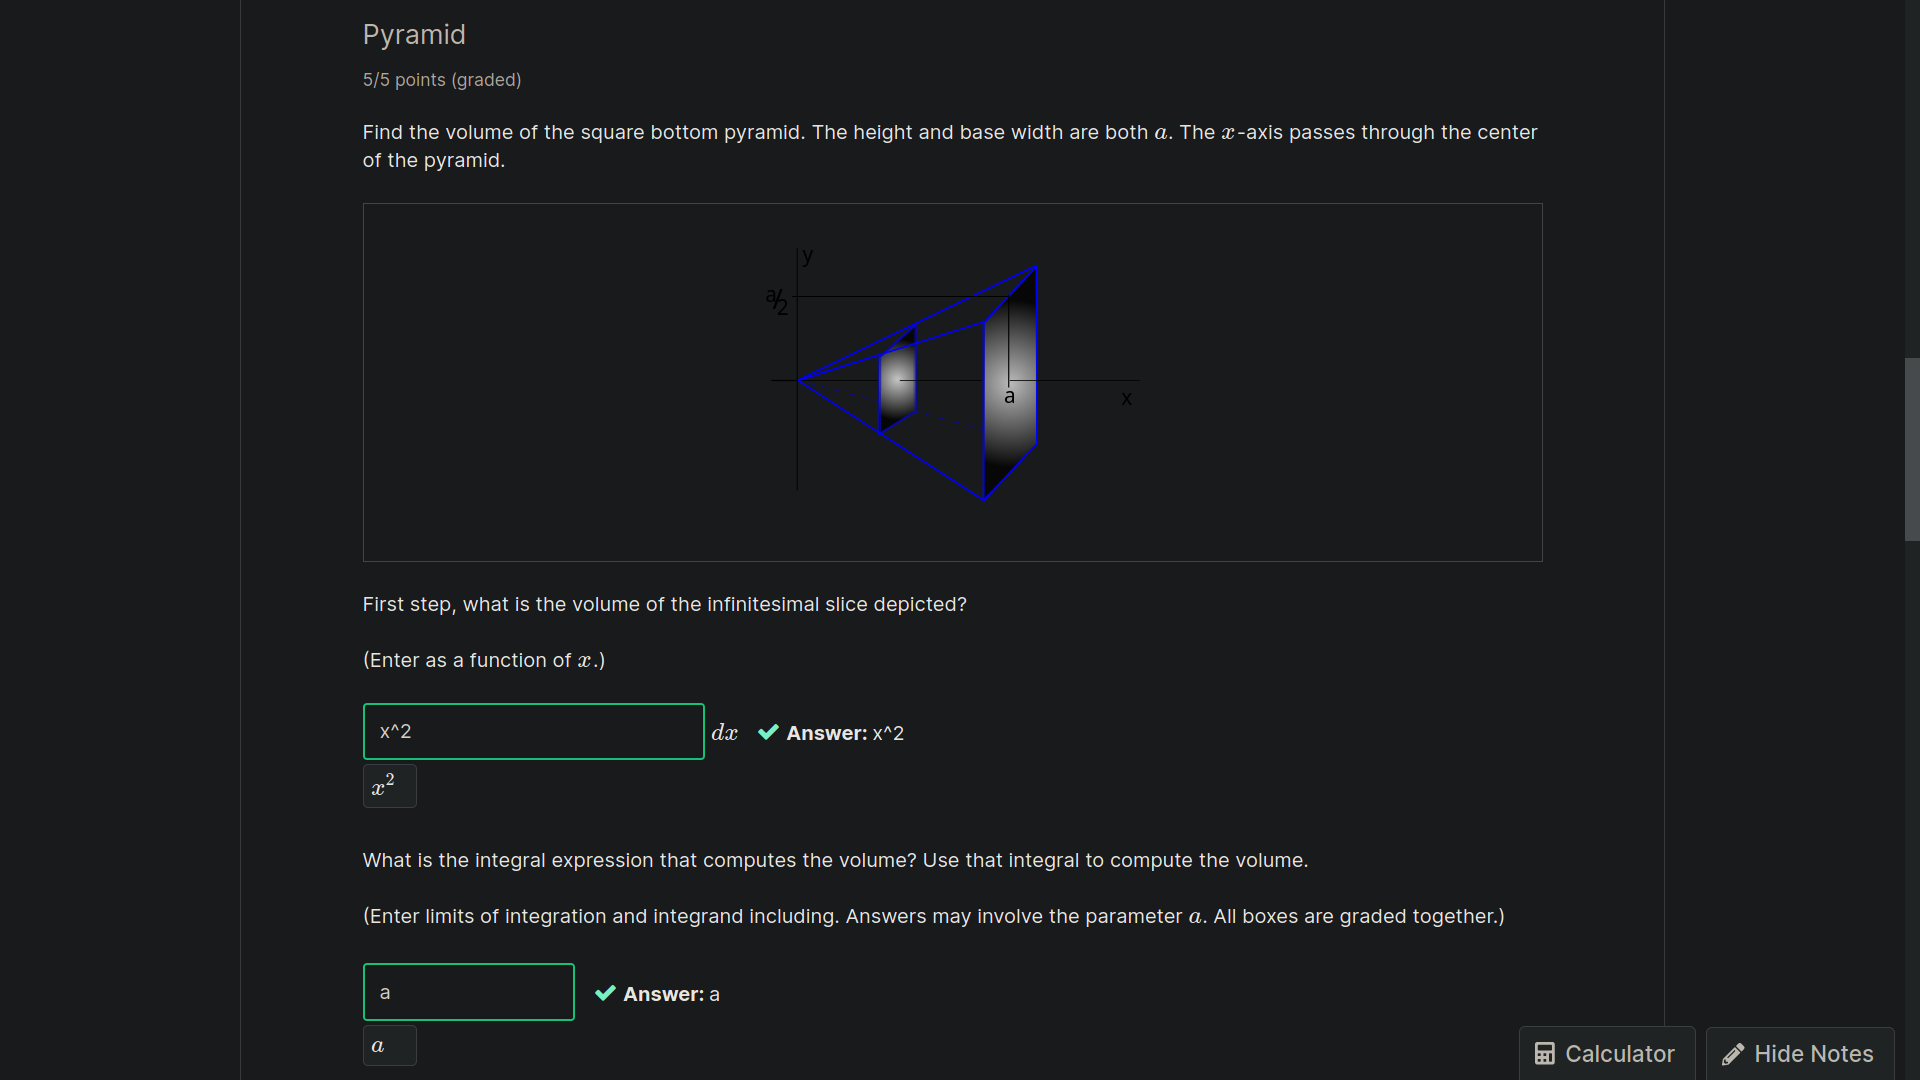 Pyramid
5/5 points (graded)
Find the volume of the square bottom pyramid. The height and base width are both a. The x-axis passes through the center
of the pyramid.
y
a/2
a
x
First step, what is the volume of the infinitesimal slice depicted?
(Enter as a function of x.)
x^2 dx Answer: x^2
x²
What is the integral expression that computes the volume? Use that integral to compute the volume.
(Enter limits of integration and integrand including. Answers may involve the parameter a. All boxes are graded together.)
a Answer: a
a
Calculator
Hide Notes